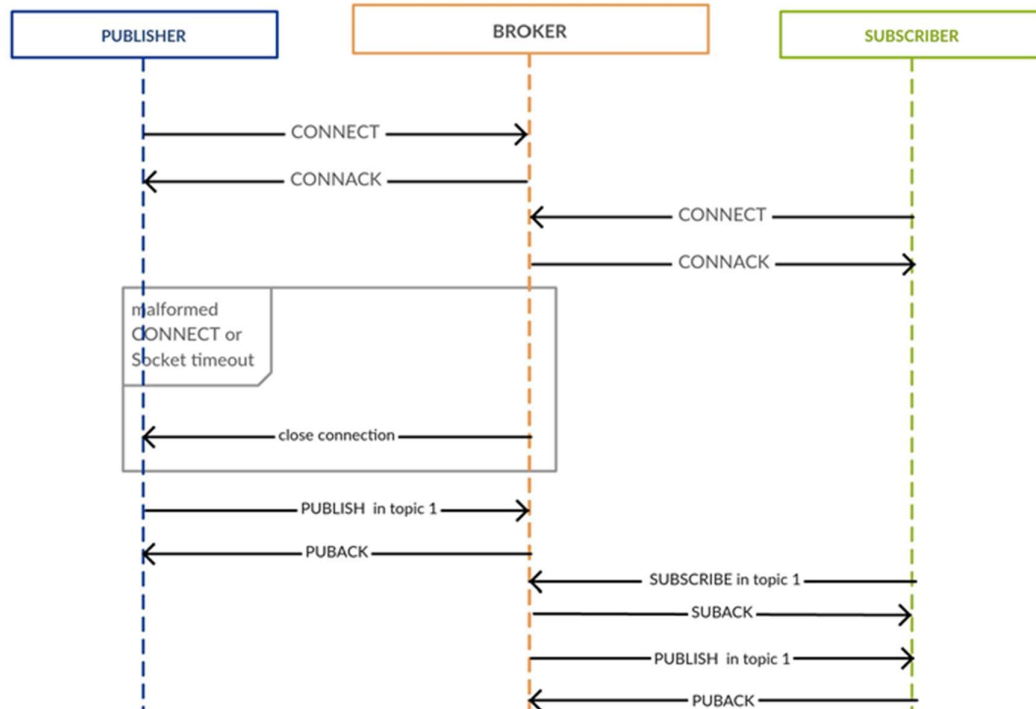 PUBLISHER
BROKER
SUBSCRIBER
CONNECT
CONNACK
CONNECT
CONNACK
malformed
CONNECT or
Socket timeout
close connection
PUBLISH in topic 1
PUBACK
SUBSCRIBE in topic 1
SUBACK
PUBLISH in topic 1
PUBACK